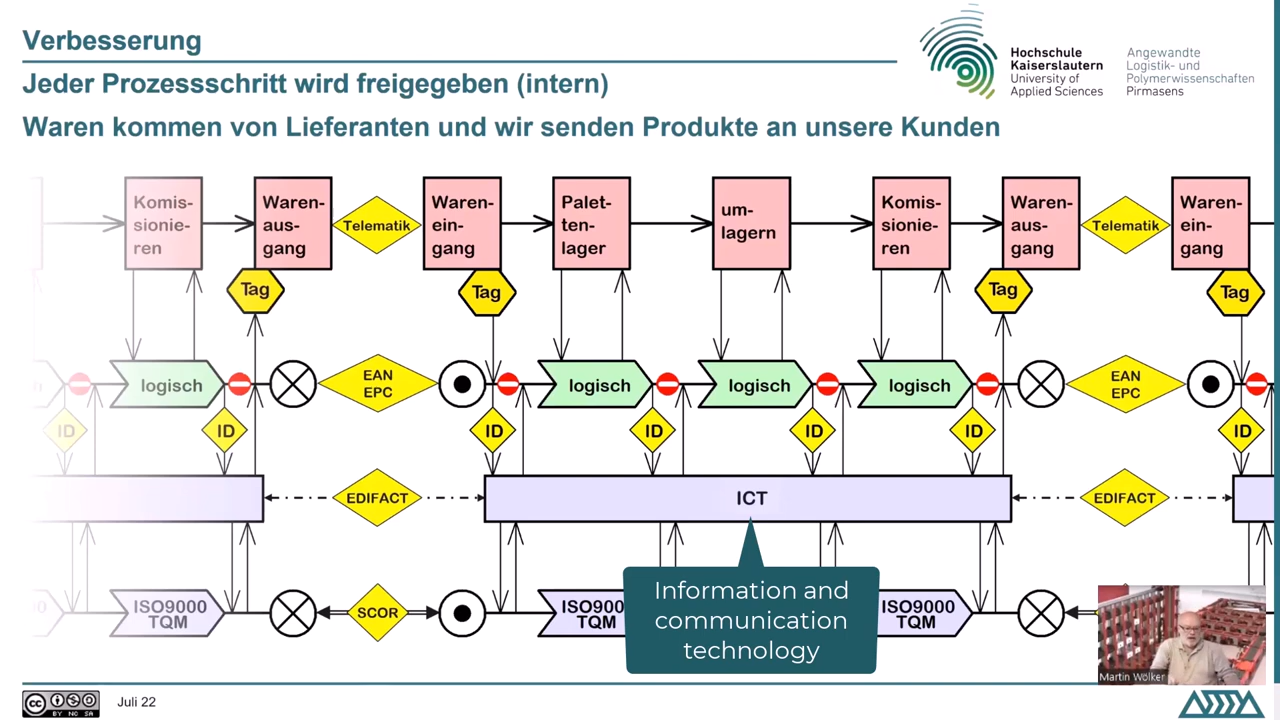 Verbesserung
Jeder Prozessschritt wird freigegeben (intern)
Waren kommen von Lieferanten und wir senden Produkte an unsere Kunden
Hochschule
Kaiserslautern
University of
Applied Sciences
Angewandte
Logistik- und
Polymerwissenschaften
Pirmasens
Komis-
sionie-
ren
Waren-
aus-
gang
Telematik
Waren-
ein-
gang
Palet-
ten-
lager
um-
lagern
Komis-
sionie-
ren
Waren-
aus-
gang
Telematik
Waren-
ein-
gang
Tag
Tag
Tag
Tag
logisch
EAN
EPC
logisch
logisch
logisch
EAN
EPC
ID
ID
ID
ID
ID
ID
ID
EDIFACT
ICT
EDIFACT
Information and
communication
technology
ISO9000
TQM
SCOR
ISO900
TQM
ISO9000
TQM
Martin Wölker
cc
BY NC SA
Juli 22